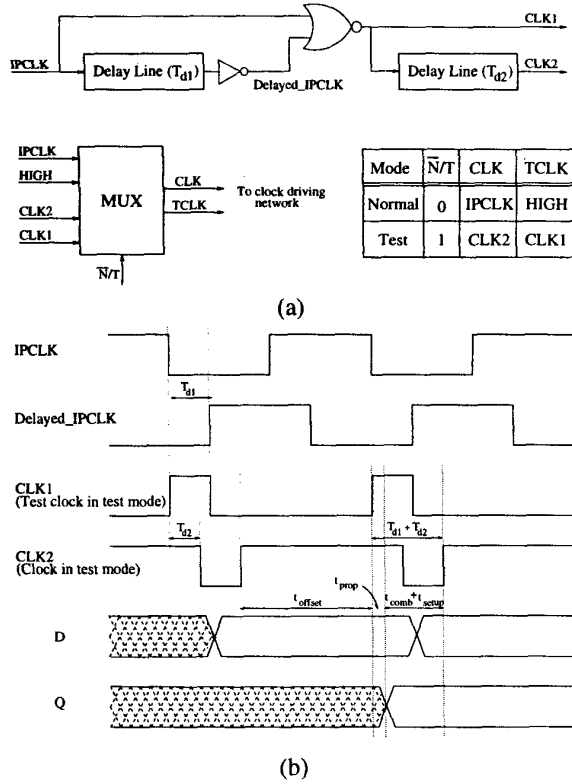 CLK1
IPCLK
Delay Line (Td1)
Delayed_IPCLK
Delay Line (Td2)
CLK2
IPCLK
HIGH
CLK2
CLK1
MUX
N̅/T
CLK
TCLK
To clock driving
network
Mode N̅/T CLK TCLK
Normal 0 IPCLK HIGH
Test 1 CLK2 CLK1
(a)
IPCLK
Td1
Delayed_IPCLK
CLK1
(Test clock in test mode)
Td2
Td1 + Td2
CLK2
(Clock in test mode)
toffset
tprop
tcomb+tsetup
D
Q
(b)